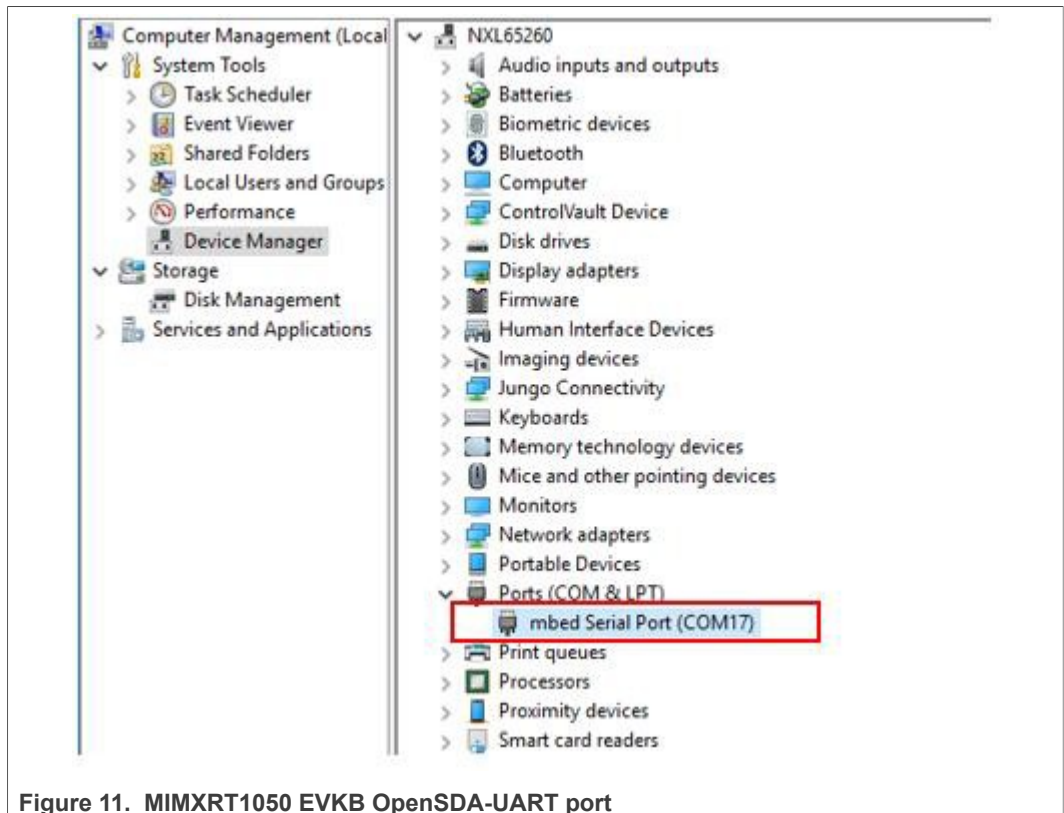 Computer Management (Local
System Tools
Task Scheduler
Event Viewer
Shared Folders
Local Users and Groups
Performance
Device Manager
Storage
Disk Management
Services and Applications
NXL65260
Audio inputs and outputs
Batteries
Biometric devices
Bluetooth
Computer
ControlVault Device
Disk drives
Display adapters
Firmware
Human Interface Devices
Imaging devices
Jungo Connectivity
Keyboards
Memory technology devices
Mice and other pointing devices
Monitors
Network adapters
Portable Devices
Ports (COM & LPT)
mbed Serial Port (COM17)
Print queues
Processors
Proximity devices
Smart card readers
Figure 11. MIMXRT1050 EVKB OpenSDA-UART port